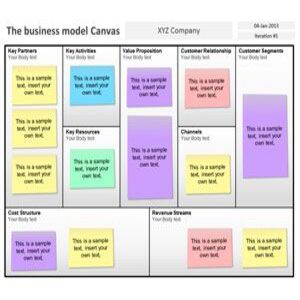 The business model Canvas
XYZ Company
04-Jan-2013
Iteration #1
Key Partners
Your Body text
This is a sample
text, insert your
own text,
This is a sample
text, insert your
own text,
This is a sample
text, insert your
own text,
Key Activities
Your Body text
This is a sample
text, insert your
own text,
Key Resources
Your Body text
This is a sample
text, insert your
own text,
Value Proposition
Your Body text
This is a sample
text, insert your
own text,
Customer Relationship
Your Body text
This is a sample
text, insert your
own text,
Channels
Your Body text
This is a sample
text, insert your
own text,
Customer Segments
Your Body text
This is a sample
text, insert your
own text,
Cost Structure
Your Body text
This is a sample
text, insert your
own text,
This is a sample
text, insert your
own text,
Revenue Streams
Your Body text
This is a sample
text, insert your
own text,
This is a sample
text, insert your
own text,